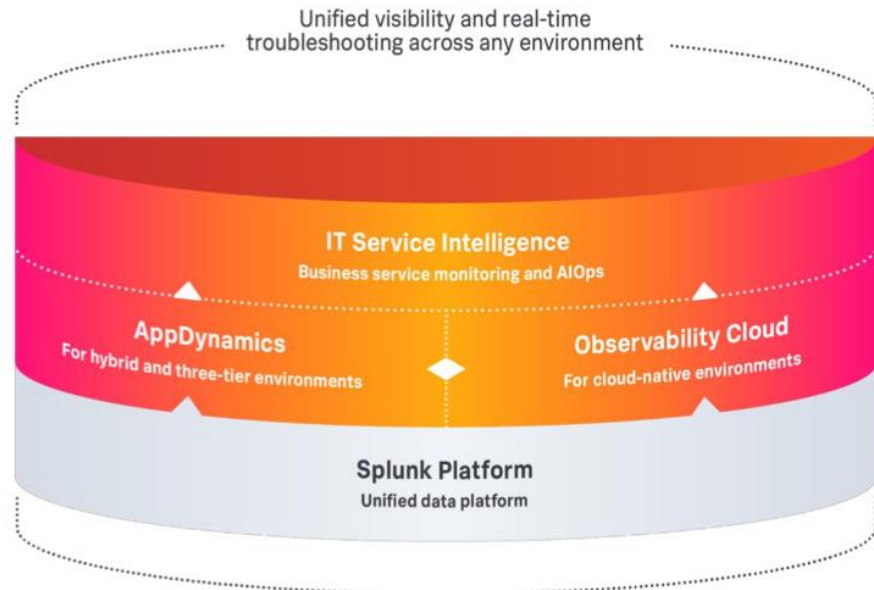 Unified visibility and real-time
troubleshooting across any environment
IT Service Intelligence
Business service monitoring and AIOps
AppDynamics
For hybrid and three-tier environments
Observability Cloud
For cloud-native environments
Splunk Platform
Unified data platform